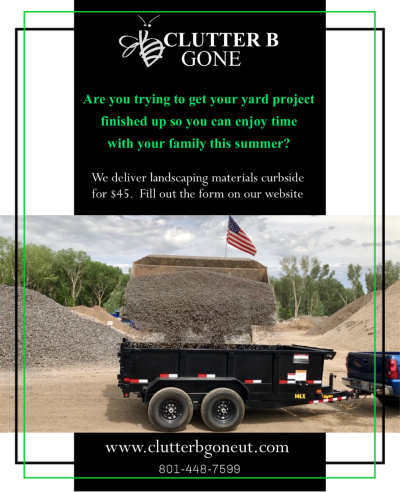 CLUTTER B
GONE
Are you trying to get your yard project
finished up so you can enjoy time
with your family this summer?
We deliver landscaping materials curbside
for $45. Fill out the form on our website
14LX
www.clutterbgoneut.com
801-448-7599